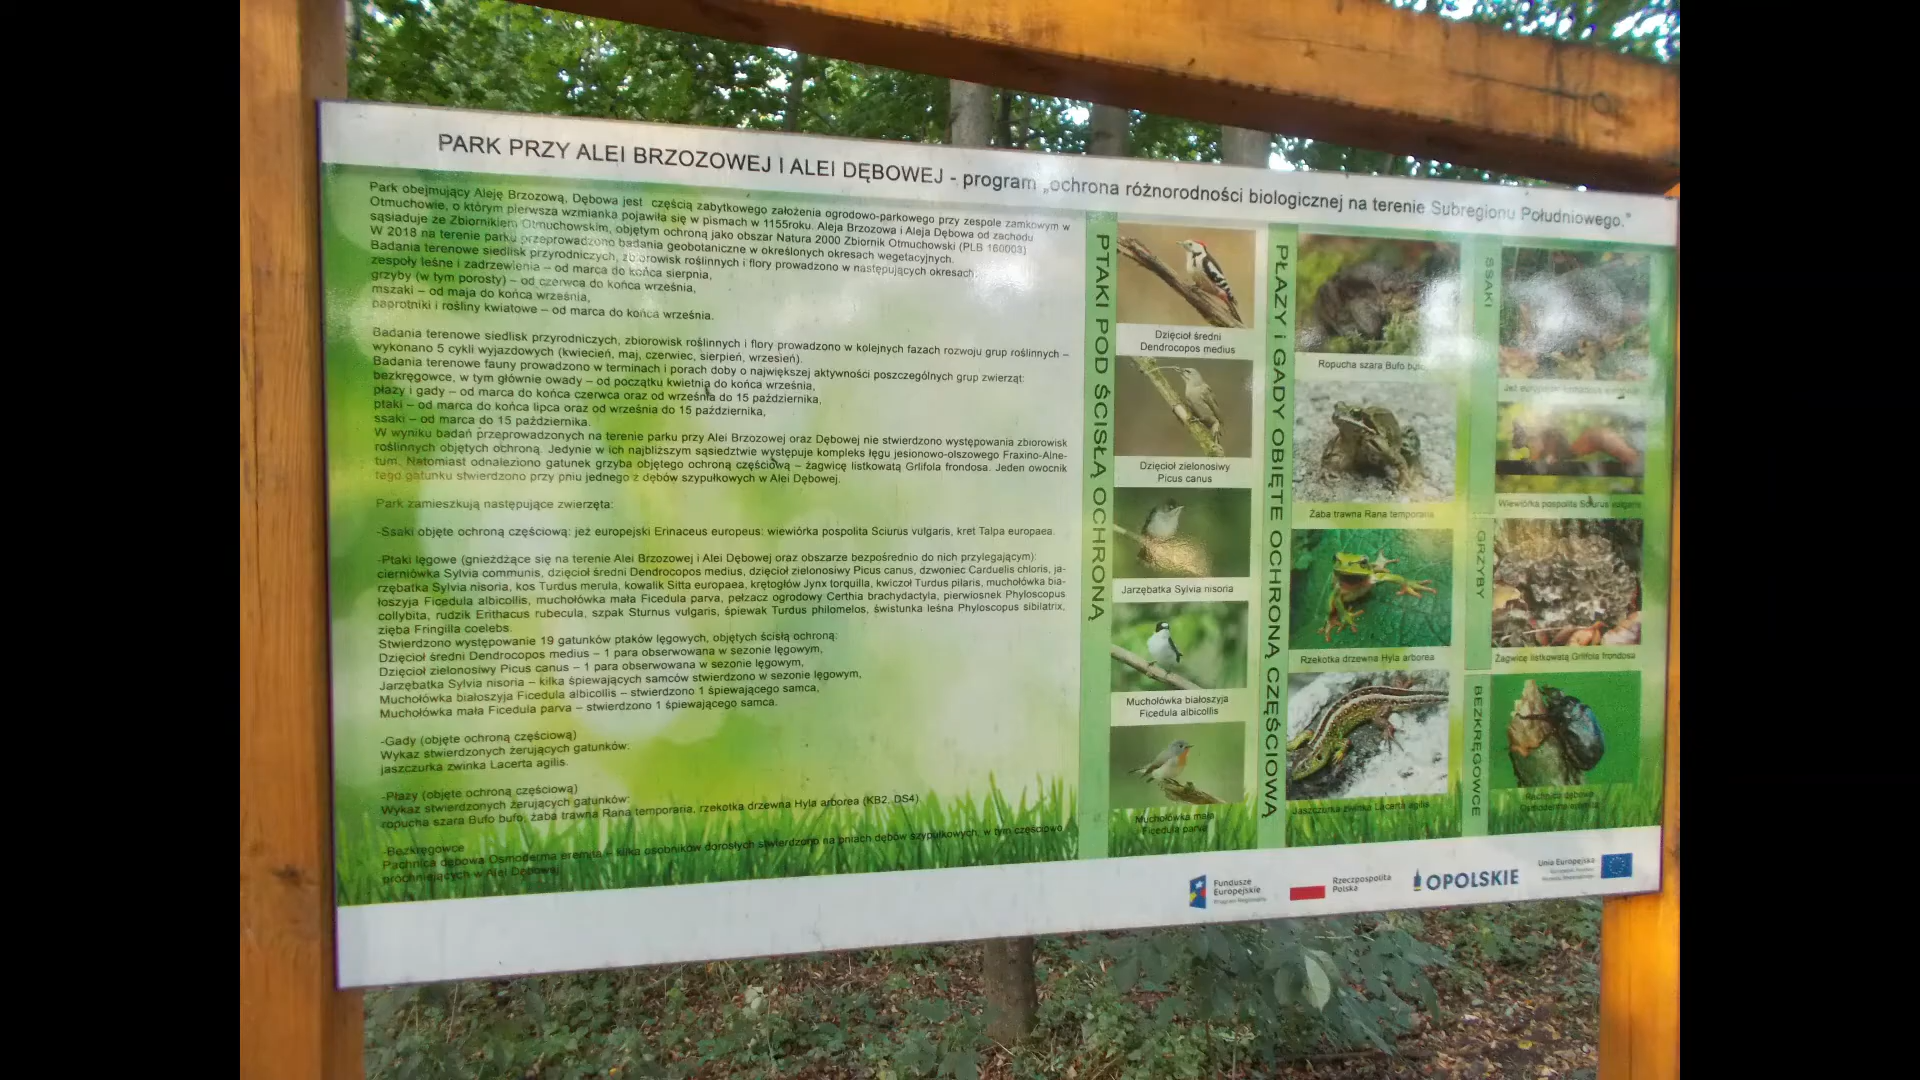 PARK PRZY ALEI BRZOZOWEJ I ALEI DĘBOWEJ - program „ochrona różnorodności biologicznej na terenie Subregionu Południowego."
Park obejmujący Aleję Brzozową, Dębowa jest częścią zabytkowego założenia ogrodowo-parkowego przy zespole zamkowym w
Otmuchowie, o którym pierwsza wzmianka pojawiła się w pismach w 1155roku. Aleja Brzozowa i Aleja Dębowa od zachodu
sąsiaduje ze Zbiornikiem Otmuchowskim, objętym ochroną jako obszar Natura 2000 Zbiornik Otmuchowski (PLB 160003)
W 2018 na terenie parku przeprowadzono badania geobotaniczne w określonych okresach wegetacyjnych.
Badania terenowe siedlisk przyrodniczych, zbiorowisk roślinnych i flory prowadzono w następujących okresach:
zespoły leśne i zadrzewienia – od marca do końca sierpnia,
grzyby (w tym porosty) – od czerwca do końca września,
mszaki – od maja do końca września,
paprotniki i rośliny kwiatowe – od marca do końca września.
Badania terenowe siedlisk przyrodniczych, zbiorowisk roślinnych i flory prowadzono w kolejnych fazach rozwoju grup roślinnych –
wykonano 5 cykli wyjazdowych (kwiecień, maj, czerwiec, sierpień, wrzesień).
Badania terenowe fauny prowadzono w terminach i porach doby o największej aktywności poszczególnych grup zwierząt:
bezkręgowce, w tym głównie owady – od początku kwietnia do końca września,
płazy i gady – od marca do końca czerwca oraz od września do 15 października,
ptaki – od marca do końca lipca oraz od września do 15 października,
ssaki – od marca do 15 października.
W wyniku badań przeprowadzonych na terenie parku przy Alei Brzozowej oraz Dębowej nie stwierdzono występowania zbiorowisk
roślinnych objętych ochroną. Jedynie w ich najbliższym sąsiedztwie występuje kompleks łęgu jesionowo-olszowego Fraxino-Alne-
tum. Natomiast odnaleziono gatunek grzyba objętego ochroną częściową – żagwicę listkowatą Grifola frondosa. Jeden owocnik
tego gatunku stwierdzono przy pniu jednego z dębów szypułkowych w Alei Dębowej.
Park zamieszkują następujące zwierzęta:
-Ssaki objęte ochroną częściową: jeż europejski Erinaceus europeus: wiewiórka pospolita Sciurus vulgaris, kret Talpa europaea.
-Ptaki lęgowe (gnieżdżące się na terenie Alei Brzozowej i Alei Dębowej oraz obszarze bezpośrednio do nich przylegającym):
cierniówka Sylvia communis, dzięcioł średni Dendrocopos medius, dzięcioł zielonosiwy Picus canus, dzwoniec Carduelis chloris, ja-
rzębatka Sylvia nisoria, kos Turdus merula, kowalik Sitta europaea, krętogłów Jynx torquilla, kwiczoł Turdus pilaris, muchołówka bia-
łoszyja Ficedula albicollis, muchołówka mała Ficedula parva, pełzacz ogrodowy Certhia brachydactyla, pierwiosnek Phylloscopus
collybita, rudzik Erithacus rubecula, szpak Sturnus vulgaris, śpiewak Turdus philomelos, świstunka leśna Phyloscopus sibilatrix,
zięba Fringilla coelebs.
Stwierdzono występowanie 19 gatunków ptaków lęgowych, objętych ścisłą ochroną:
Dzięcioł średni Dendrocopos medius – 1 para obserwowana w sezonie lęgowym,
Dzięcioł zielonosiwy Picus canus – 1 para obserwowana w sezonie lęgowym,
Jarzębatka Sylvia nisoria – kilka śpiewających samców stwierdzono w sezonie lęgowym,
Muchołówka białoszyja Ficedula albicollis – stwierdzono 1 śpiewającego samca,
Muchołówka mała Ficedula parva – stwierdzono 1 śpiewającego samca.
-Gady (objęte ochroną częściową)
Wykaz stwierdzonych żerujących gatunków:
jaszczurka zwinka Lacerta agilis.
-Płazy (objęte ochroną częściową)
Wykaz stwierdzonych żerujących gatunków:
ropucha szara Bufo bufo, żaba trawna Rana temporaria, rzekotka drzewna Hyla arborea (KB2, DS4)
-Bezkręgowce
Pachnica dębowa Osmoderma eremita – kilka osobników dorosłych stwierdzono na pniach dębów szypułkowych, w tym częściowo
próchniejących w Alei Dębowej
PTAKI POD ŚCISŁĄ OCHRONĄ
Dzięcioł średni
Dendrocopos medius
Dzięcioł zielonosiwy
Picus canus
Jarzębatka Sylvia nisoria
Muchołówka białoszyja
Ficedula albicollis
Muchołówka mała
Ficedula parva
PŁAZY i GADY OBJĘTE OCHRONĄ CZĘŚCIOWĄ
Ropucha szara Bufo bufo
Żaba trawna Rana temporaria
Rzekotka drzewna Hyla arborea
Jaszczurka zwinka Lacerta agilis
SSAKI
Jeż europejski
Wiewiórka pospolita Sciurus vulgaris
GRZYBY
Żagwicę listkowatą Grifola frondosa
BEZKRĘGOWCE
Pachnica dębowa
Osmoderma eremita
Fundusze
Europejskie
Program Regionalny
Rzeczpospolita
Polska
OPOLSKIE
Unia Europejska